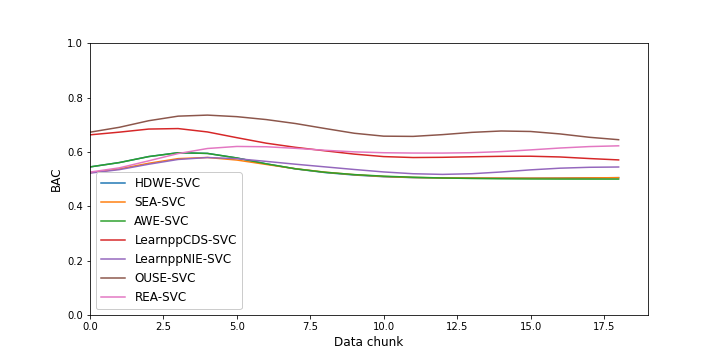 1.0
0.8
0.6
0.4
0.2
0.0
BAC
HDWE-SVC
SEA-SVC
AWE-SVC
LearnppCDS-SVC
LearnppNIE-SVC
OUSE-SVC
REA-SVC
0.0 2.5 5.0 7.5 10.0 12.5 15.0 17.5
Data chunk